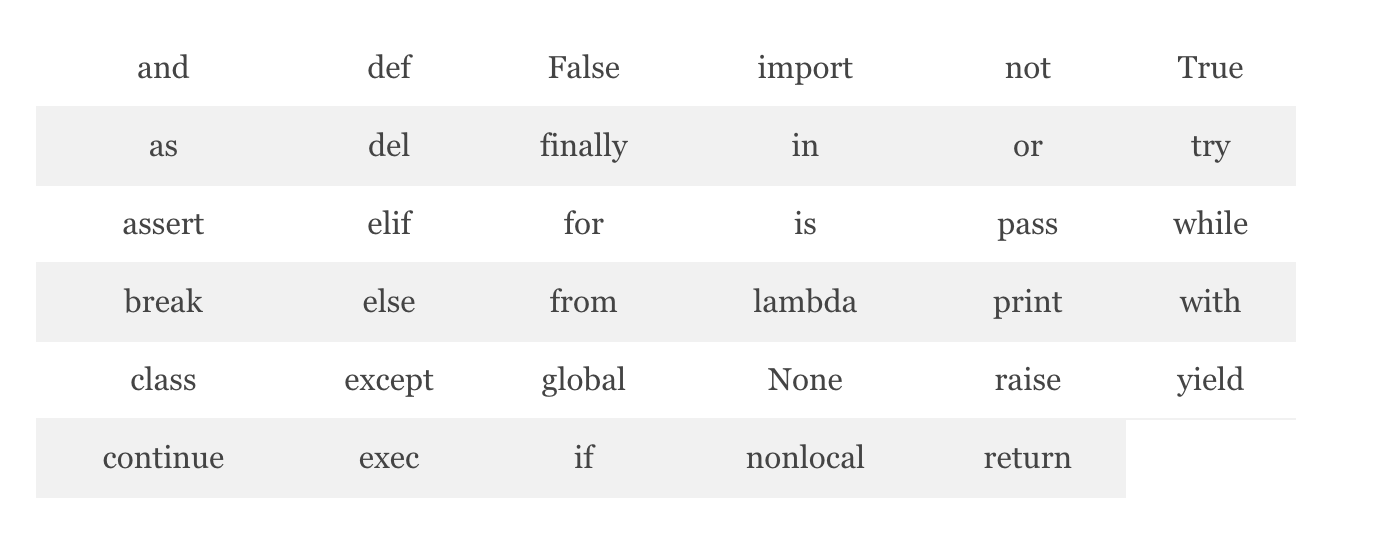 and def False import not True
as del finally in or try
assert elif for is pass while
break else from lambda print with
class except global None raise yield
continue exec if nonlocal return